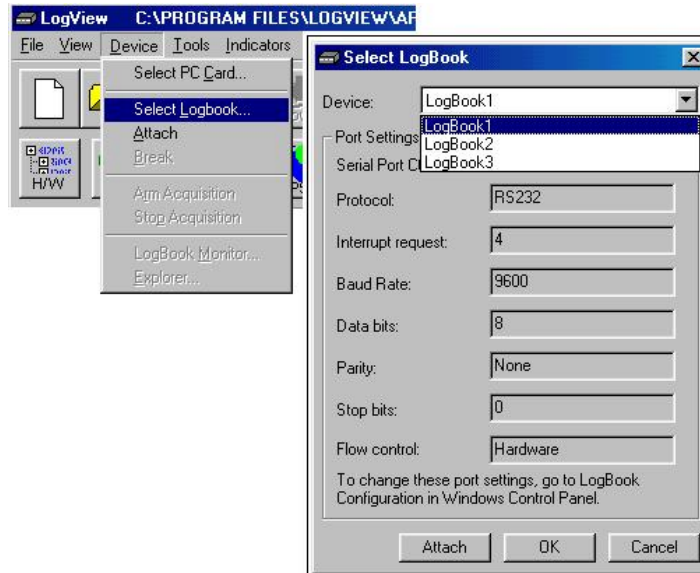 LogView C:\PROGRAM FILES\LOGVIEW\AP
File View Device Tools Indicators
Select PC Card...
Select Logbook...
Attach
Break
Arm Acquisition
Stop Acquisition
LogBook Monitor...
Explorer...
H/W
Select LogBook
Device: LogBook1
LogBook1
LogBook2
LogBook3
Port Settings
Serial Port
Protocol: RS232
Interrupt request: 4
Baud Rate: 9600
Data bits: 8
Parity: None
Stop bits: 0
Flow control: Hardware
To change these port settings, go to LogBook
Configuration in Windows Control Panel.
Attach OK Cancel